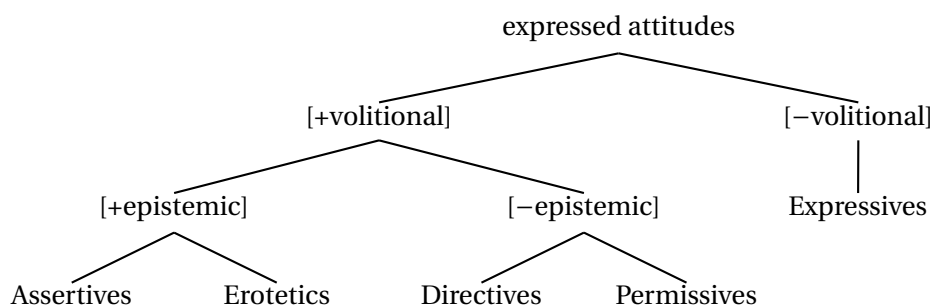 expressed attitudes
[+volitional] [−volitional]
[+epistemic] [−epistemic] Expressives
Assertives Erotetics Directives Permissives